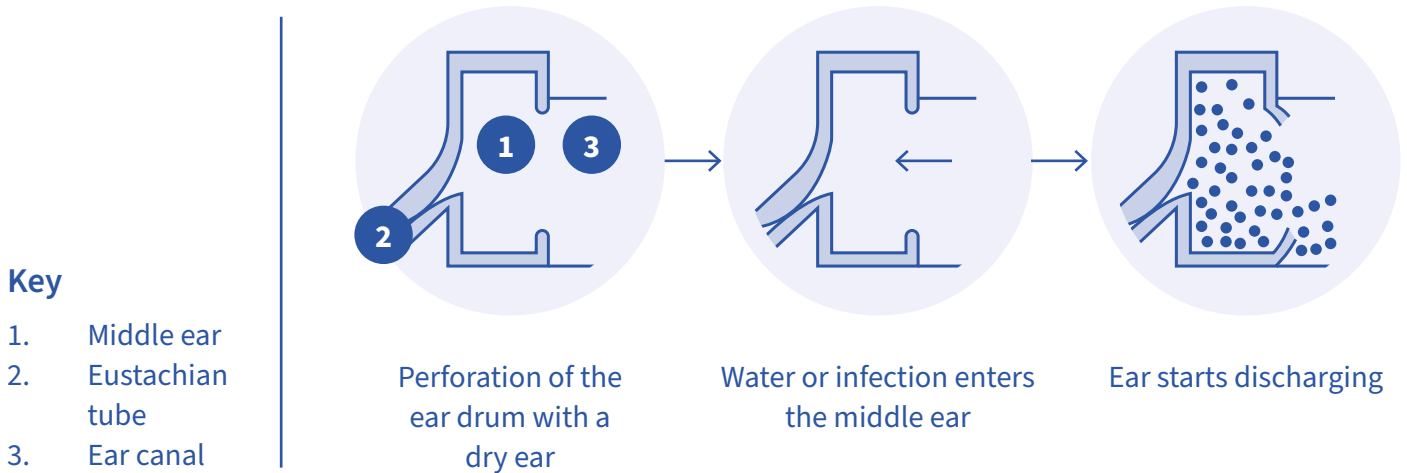 1
3
2
Key
1. Middle ear
2. Eustachian
tube
3. Ear canal
Perforation of the
ear drum with a
dry ear
Water or infection enters
the middle ear
Ear starts discharging